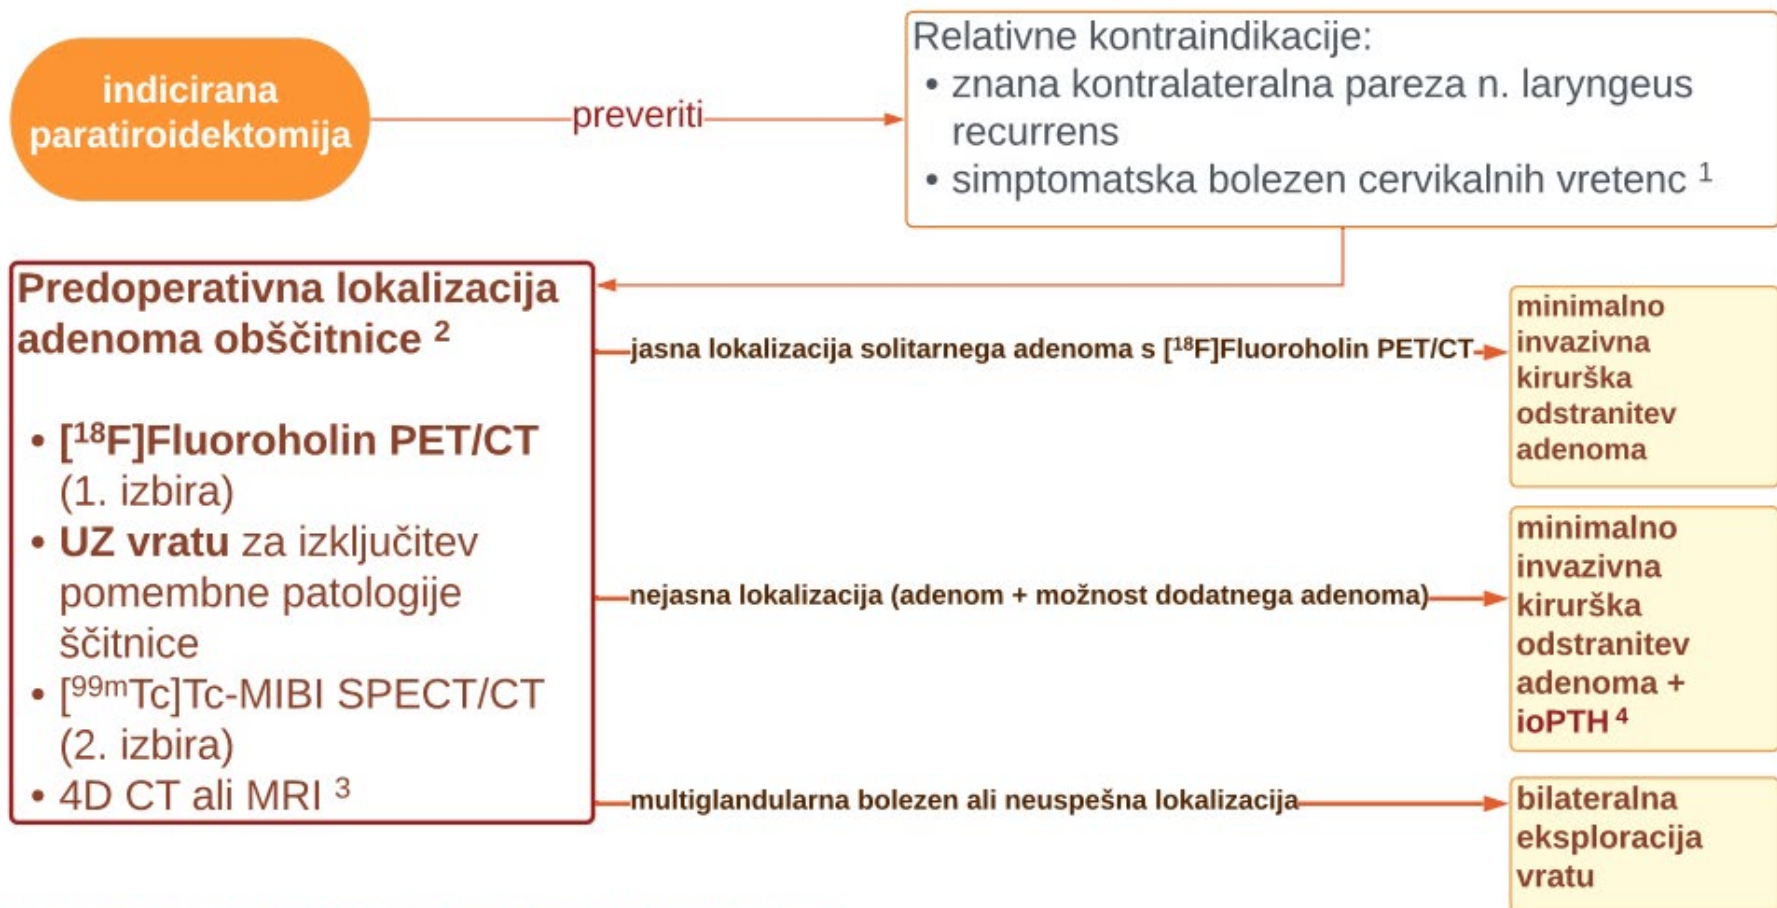 indicirana
paratiroidektomija
preveriti
Relativne kontraindikacije:
• znana kontralateralna pareza n. laryngeus
recurrens
• simptomatska bolezen cervikalnih vretenc ¹
Predoperativna lokalizacija
adenoma obščitnice ²
• [¹⁸F]Fluoroholin PET/CT
(1. izbira)
• UZ vratu za izključitev
pomembne patologije
ščitnice
• [⁹⁹ᵐTc]Tc-MIBI SPECT/CT
(2. izbira)
• 4D CT ali MRI ³
jasna lokalizacija solitarnega adenoma s [¹⁸F]Fluoroholin PET/CT
minimalno
invazivna
kirurška
odstranitev
adenoma
nejasna lokalizacija (adenom + možnost dodatnega adenoma)
minimalno
invazivna
kirurška
odstranitev
adenoma +
ioPTH ⁴
multiglandularna bolezen ali neuspešna lokalizacija
bilateralna
eksploracija
vratu